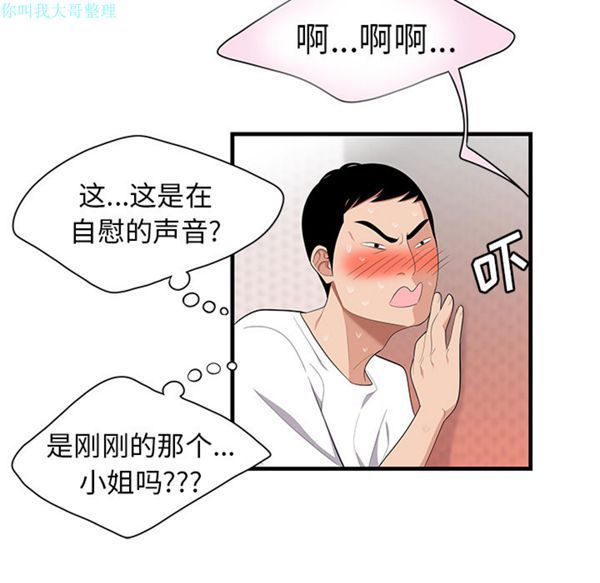 你叫我大哥整理
啊...啊啊...
这...这是在
自慰的声音?
吓
是刚刚的那个...
小姐吗???